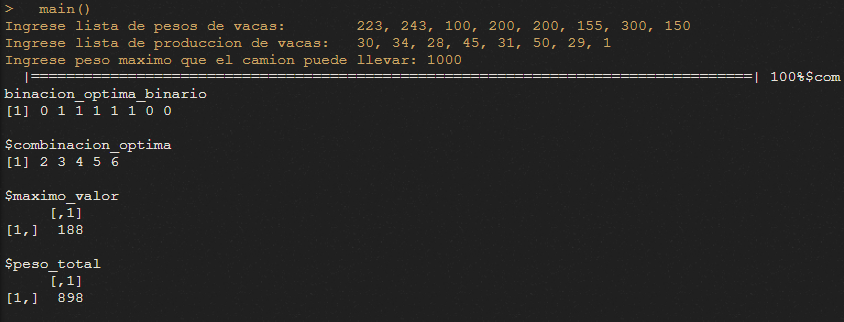 >   main()
Ingrese lista de pesos de vacas:        223, 243, 100, 200, 200, 155, 300, 150
Ingrese lista de produccion de vacas:   30, 34, 28, 45, 31, 50, 29, 1
Ingrese peso maximo que el camion puede llevar: 1000
  |================================================================================| 100%$com
binacion_optima_binario
[1] 0 1 1 1 1 1 0 0
$combinacion_optima
[1] 2 3 4 5 6
$maximo_valor
     [,1]
[1,]  188
$peso_total
     [,1]
[1,]  898